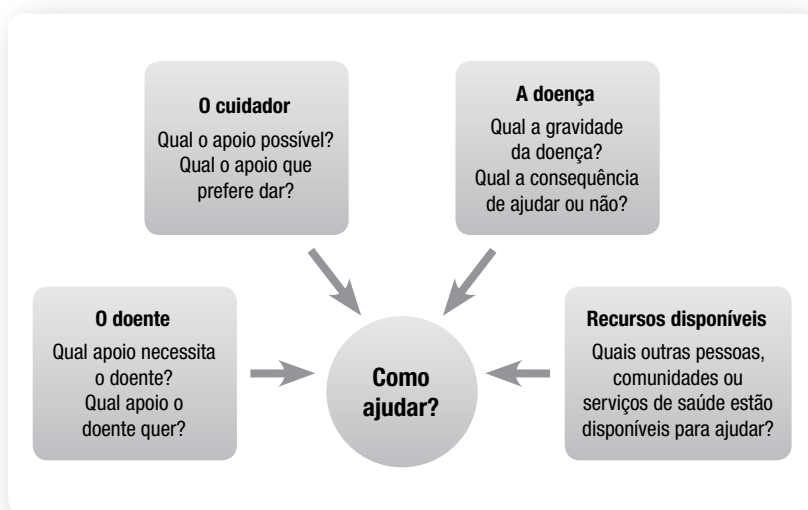 O cuidador
Qual o apoio possível?
Qual o apoio que
prefere dar?
A doença
Qual a gravidade
da doença?
Qual a consequência
de ajudar ou não?
O doente
Qual apoio necessita
o doente?
Qual apoio o
doente quer?
Como
ajudar?
Recursos disponíveis
Quais outras pessoas,
comunidades ou
serviços de saúde estão
disponíveis para ajudar?